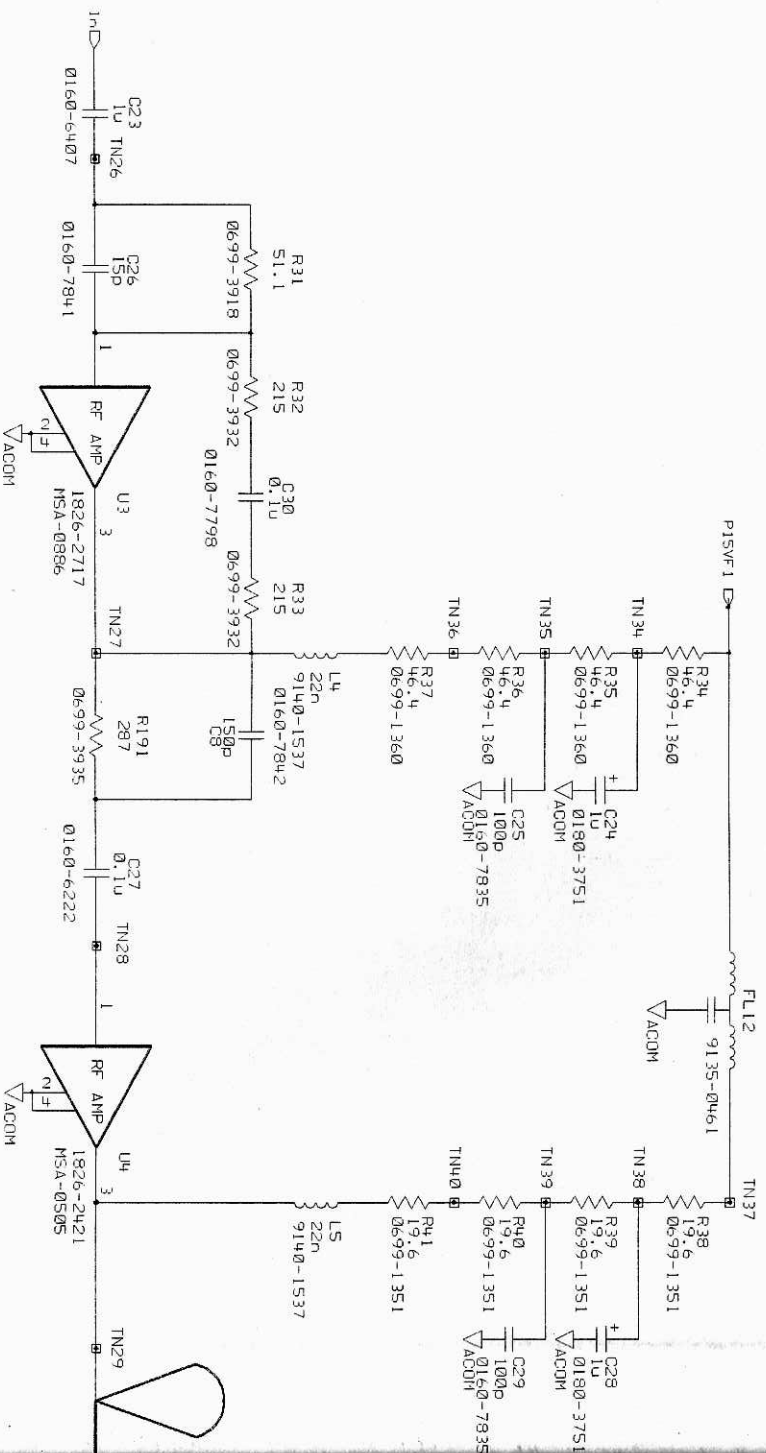 In
C23
1u
0160-6407
TN26
C26
15p
0160-7841
R31
51.1
0699-3918
R32
215
0699-3932
C30
0.1u
0160-7798
R33
215
0699-3932
1
RF AMP
2
4
ACOM
U3
3
1826-2717
MSA-0886
TN27
L4
22n
9140-1537
0160-7842
150p
C8
R191
287
0699-3935
C27
0.1u
0160-6222
TN28
P15VF1
R34
46.4
0699-1360
TN34
R35
46.4
0699-1360
TN35
R36
46.4
0699-1360
TN36
R37
46.4
0699-1360
+
C24
1u
0180-3751
ACOM
C25
100p
0160-7835
ACOM
FL12
9135-0461
ACOM
TN37
R38
19.6
0699-1351
TN38
R39
19.6
0699-1351
TN39
R40
19.6
0699-1351
TN40
R41
19.6
0699-1351
+
C28
1u
0180-3751
ACOM
C29
100p
0160-7835
ACOM
L5
22n
9140-1537
1
RF AMP
2
4
ACOM
U4
3
1826-2421
MSA-0505
TN29